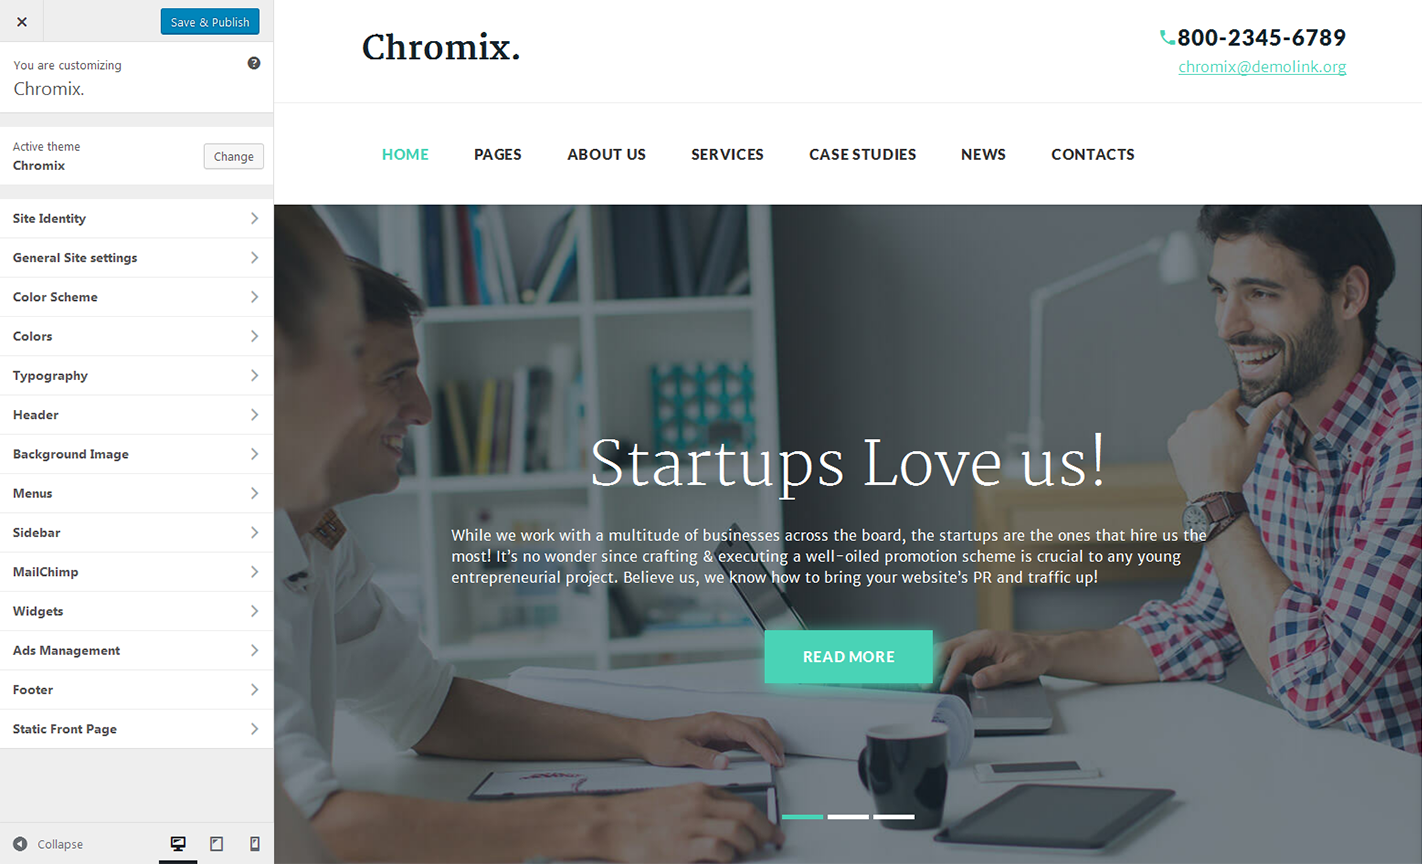 Save & Publish
You are customizing
Chromix.
Active theme
Chromix
Change
Site Identity
General Site settings
Color Scheme
Colors
Typography
Header
Background Image
Menus
Sidebar
MailChimp
Widgets
Ads Management
Footer
Static Front Page
Collapse
Chromix.
800-2345-6789
chromix@demolink.org
HOME PAGES ABOUT US SERVICES CASE STUDIES NEWS CONTACTS
Startups Love us!
While we work with a multitude of businesses across the board, the startups are the ones that hire us the
most! It’s no wonder since crafting & executing a well-oiled promotion scheme is crucial to any young
entrepreneurial project. Believe us, we know how to bring your website’s PR and traffic up!
READ MORE